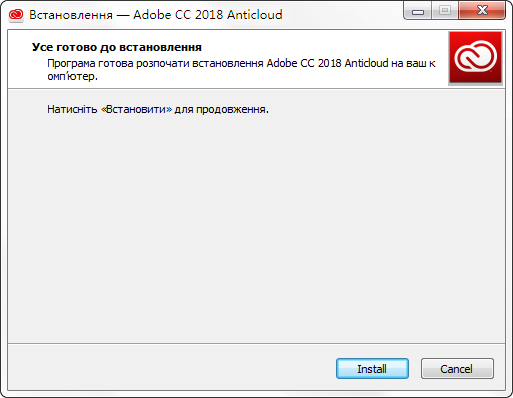 Встановлення — Adobe CC 2018 Anticloud
Усе готово до встановлення
Програма готова розпочати встановлення Adobe CC 2018 Anticloud на ваш к
омп'ютер.
Натисніть «Встановити» для продовження.
Install
Cancel